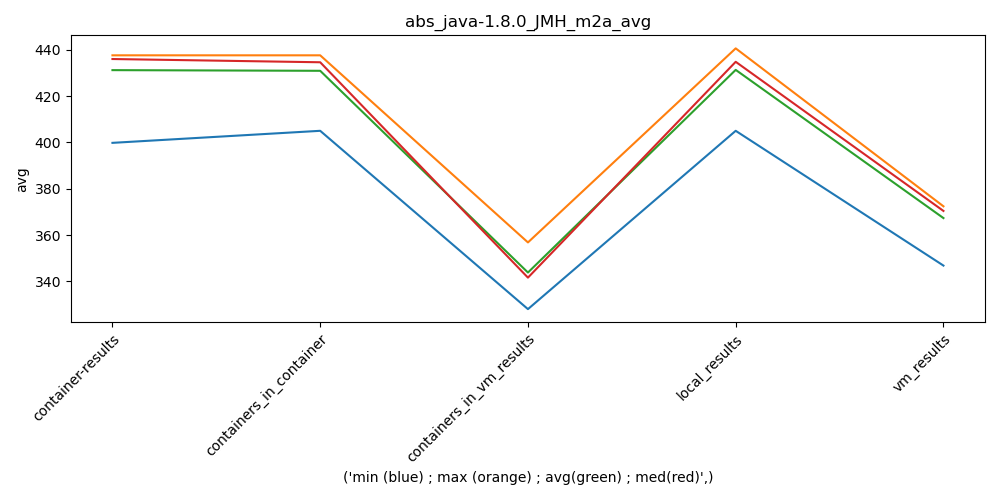 abs_java-1.8.0_JMH_m2a_avg
avg
440
420
400
380
360
340
container-results
containers_in_container
containers_in_vm_results
local_results
vm_results
('min (blue) ; max (orange) ; avg(green) ; med(red)',)